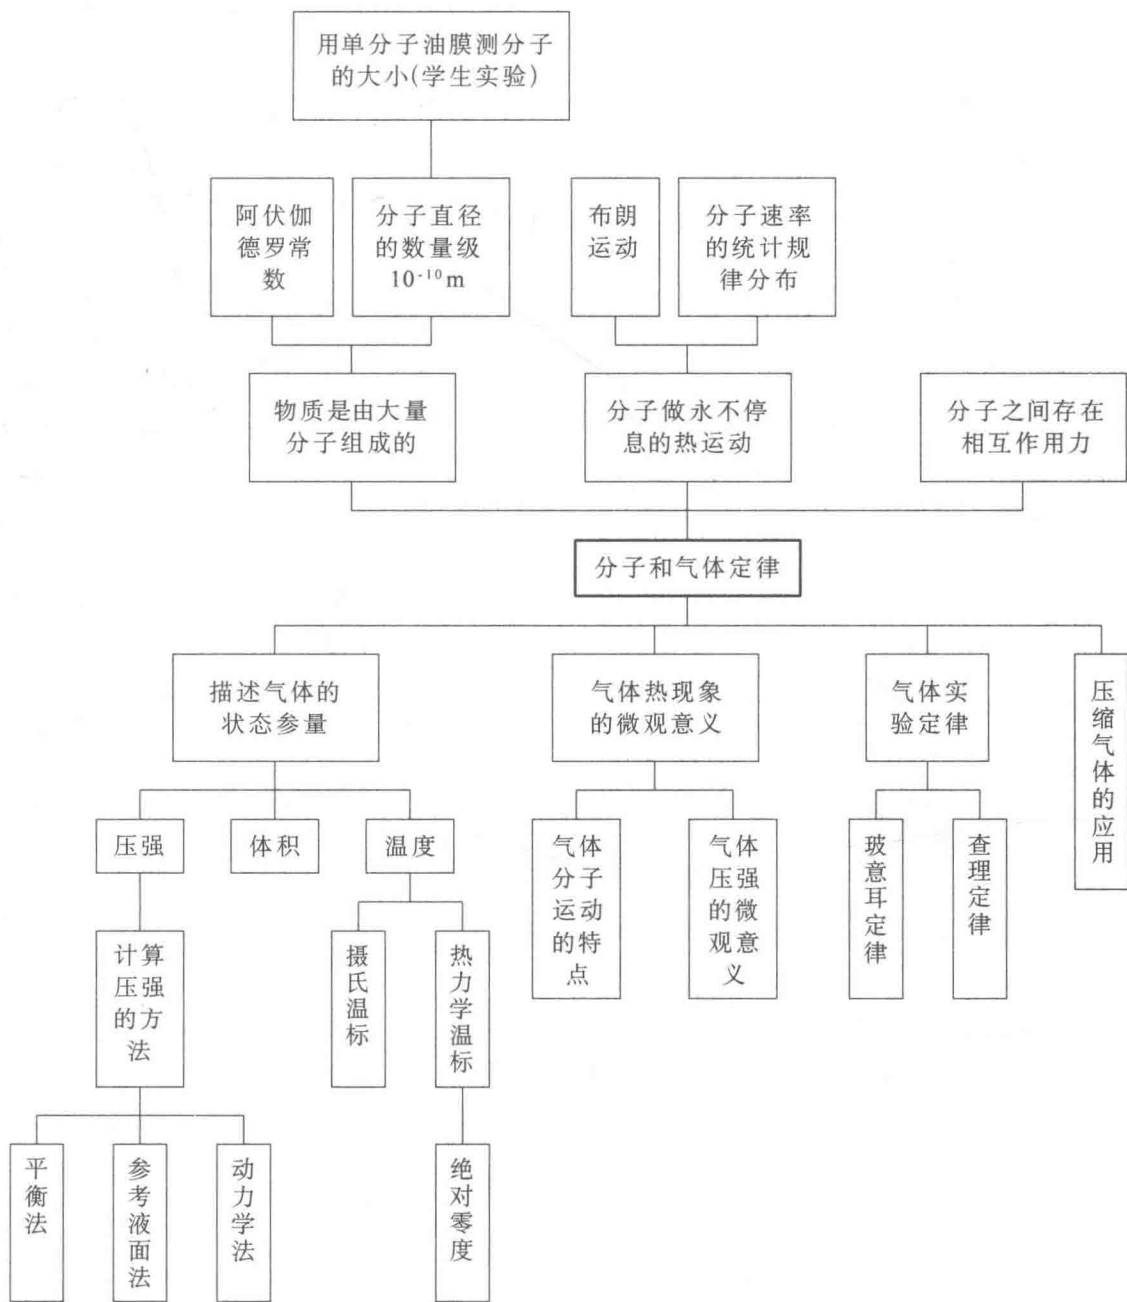 用单分子油膜测分子
的大小(学生实验)
阿伏伽
德罗常
数
分子直径
的数量级
10⁻¹⁰m
布朗
运动
分子速率
的统计规
律分布
物质是由大量
分子组成的
分子做永不停
息的热运动
分子之间存在
相互作用力
分子和气体定律
描述气体的
状态参量
气体热现象
的微观意义
气体实
验定律
压缩气体的应用
压强
体积
温度
气体
分子
运动
的特
点
气体
压强
的微
观意
义
玻意耳定律
查理定律
计算
压强
的方
法
摄氏温标
热力学温标
平衡法
参考液面法
动力学法
绝对零度